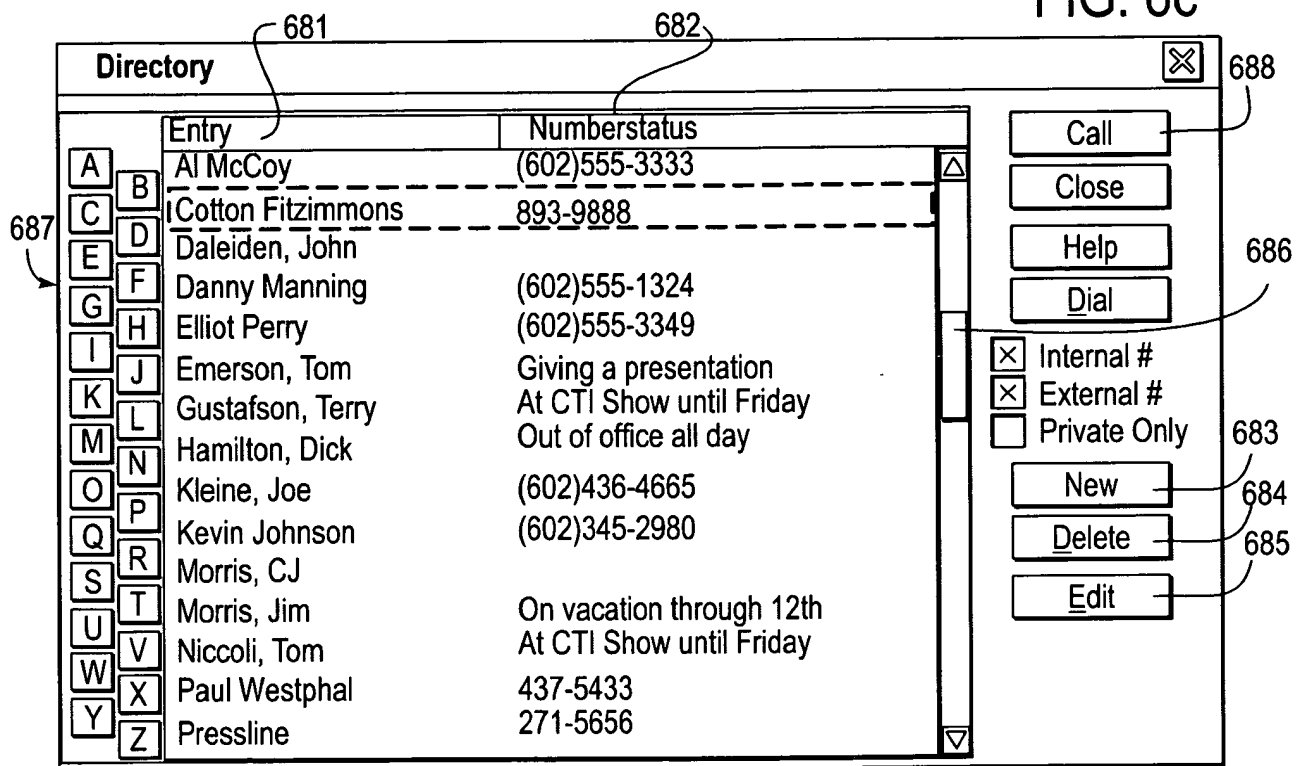 FIG. 6c
681
682
Directory
688
Entry Numberstatus
Call
A
Al McCoy (602)555-3333
B
Close
C
Cotton Fitzimmons 893-9888
687
D
Daleiden, John
Help
686
E
F
Danny Manning (602)555-1324
Dial
G
H
Elliot Perry (602)555-3349
I
Internal #
J
Emerson, Tom Giving a presentation
External #
K
Gustafson, Terry At CTI Show until Friday
L
Private Only
683
M
Hamilton, Dick Out of office all day
N
New
684
O
Kleine, Joe (602)436-4665
P
Kevin Johnson (602)345-2980
Q
Delete
685
R
Morris, CJ
S
Edit
T
Morris, Jim On vacation through 12th
U
V
Niccoli, Tom At CTI Show until Friday
W
X
Paul Westphal 437-5433
Y
Z
Pressline 271-5656